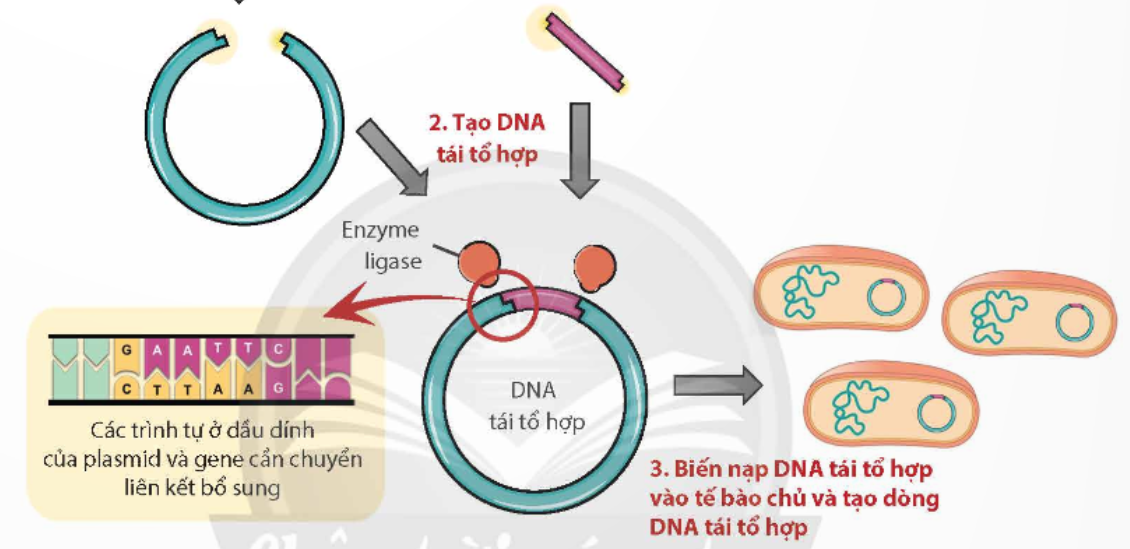 2. Tạo DNA
tái tổ hợp
Enzyme
ligase
G A A T T C
C T T A A G
Các trình tự ở đầu dính
của plasmid và gene cần chuyển
liên kết bổ sung
DNA
tái tổ hợp
3. Biến nạp DNA tái tổ hợp
vào tế bào chủ và tạo dòng
DNA tái tổ hợp